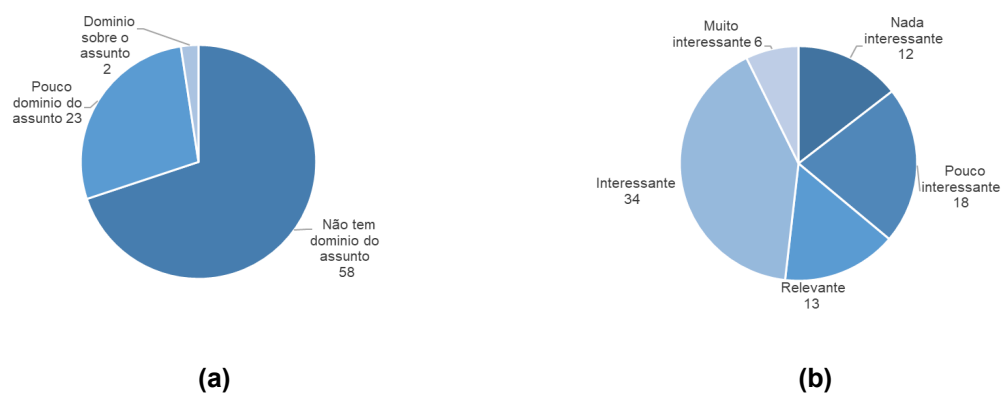 Dominio
sobre o
assunto
2
Pouco
dominio do
assunto 23
Não tem
dominio do
assunto
58
(a)
Muito
interessante 6
Nada
interessante
12
Interessante
34
Pouco
interessante
18
Relevante
13
(b)